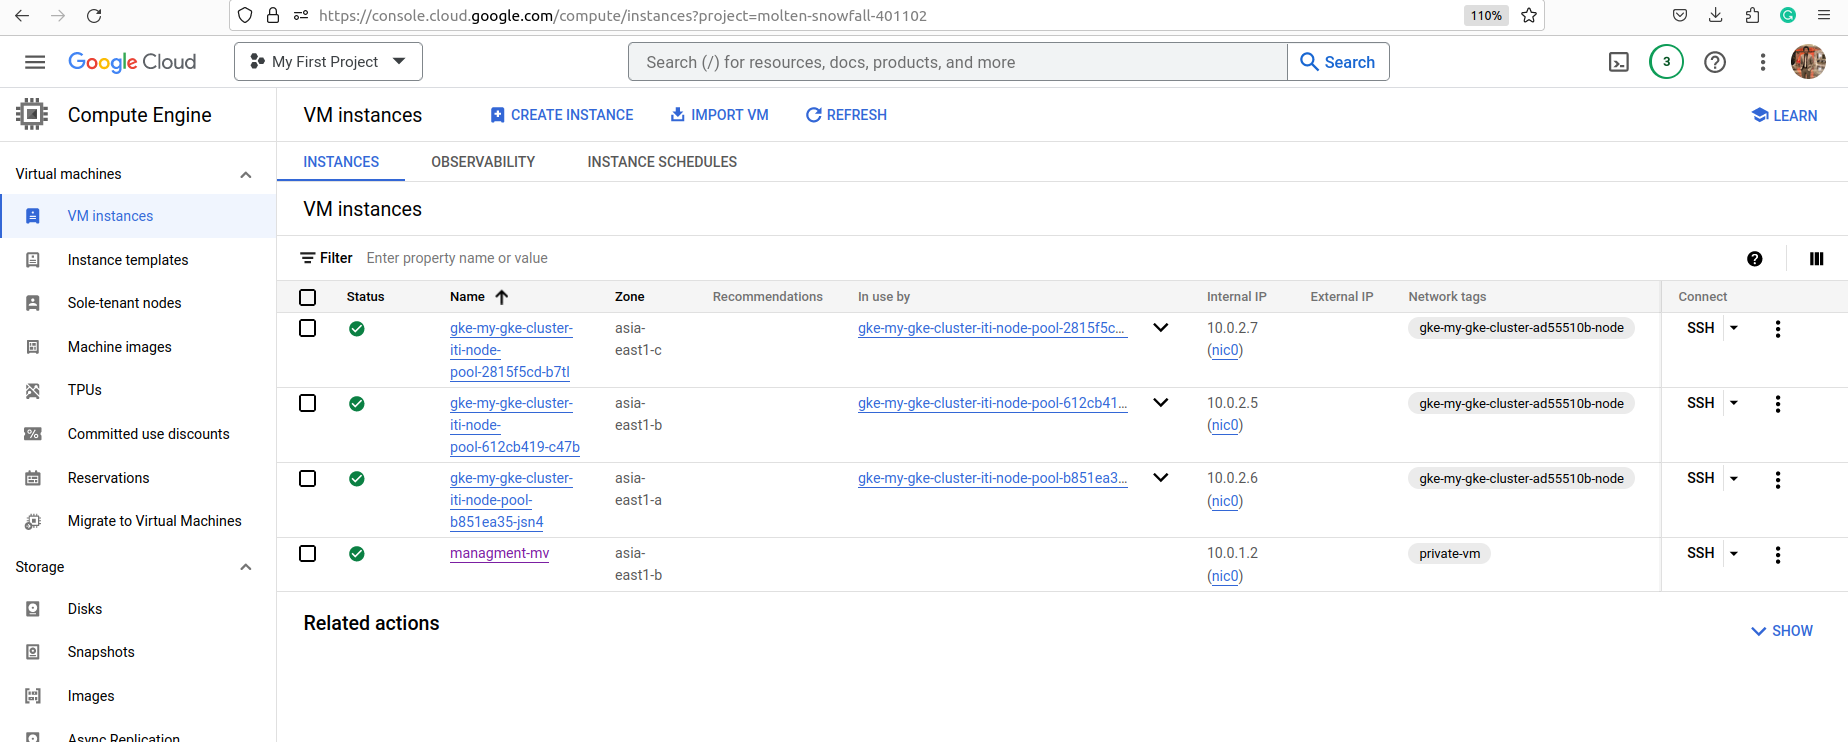 https://console.cloud.google.com/compute/instances?project=molten-snowfall-401102
110%
Google Cloud
My First Project
Search (/) for resources, docs, products, and more
Search
3
Compute Engine
VM instances
CREATE INSTANCE
IMPORT VM
REFRESH
LEARN
Virtual machines
VM instances
Instance templates
Sole-tenant nodes
Machine images
TPUs
Committed use discounts
Reservations
Migrate to Virtual Machines
Storage
Disks
Snapshots
Images
Async Replication
INSTANCES
OBSERVABILITY
INSTANCE SCHEDULES
VM instances
Filter
Enter property name or value
Status
Name
Zone
Recommendations
In use by
Internal IP
External IP
Network tags
Connect
gke-my-gke-cluster-
iti-node-
pool-2815f5cd-b7tl
asia-
east1-c
gke-my-gke-cluster-iti-node-pool-2815f5c...
10.0.2.7
(nic0)
gke-my-gke-cluster-ad55510b-node
SSH
gke-my-gke-cluster-
iti-node-
pool-612cb419-c47b
asia-
east1-b
gke-my-gke-cluster-iti-node-pool-612cb41...
10.0.2.5
(nic0)
gke-my-gke-cluster-ad55510b-node
SSH
gke-my-gke-cluster-
iti-node-pool-
b851ea35-jsn4
asia-
east1-a
gke-my-gke-cluster-iti-node-pool-b851ea3...
10.0.2.6
(nic0)
gke-my-gke-cluster-ad55510b-node
SSH
managment-mv
asia-
east1-b
10.0.1.2
(nic0)
private-vm
SSH
Related actions
SHOW